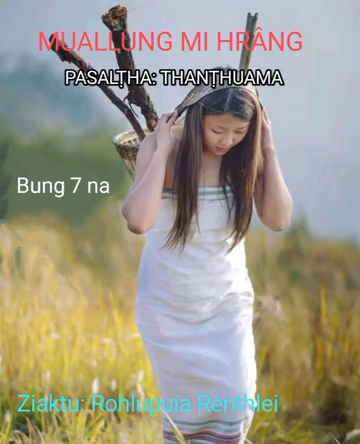 MUALLUNG MI HRÂNG
PASALṬHA: THANṬHUAMA
Bung 7 na
Ziaktu: Rohlupuia Renthlei